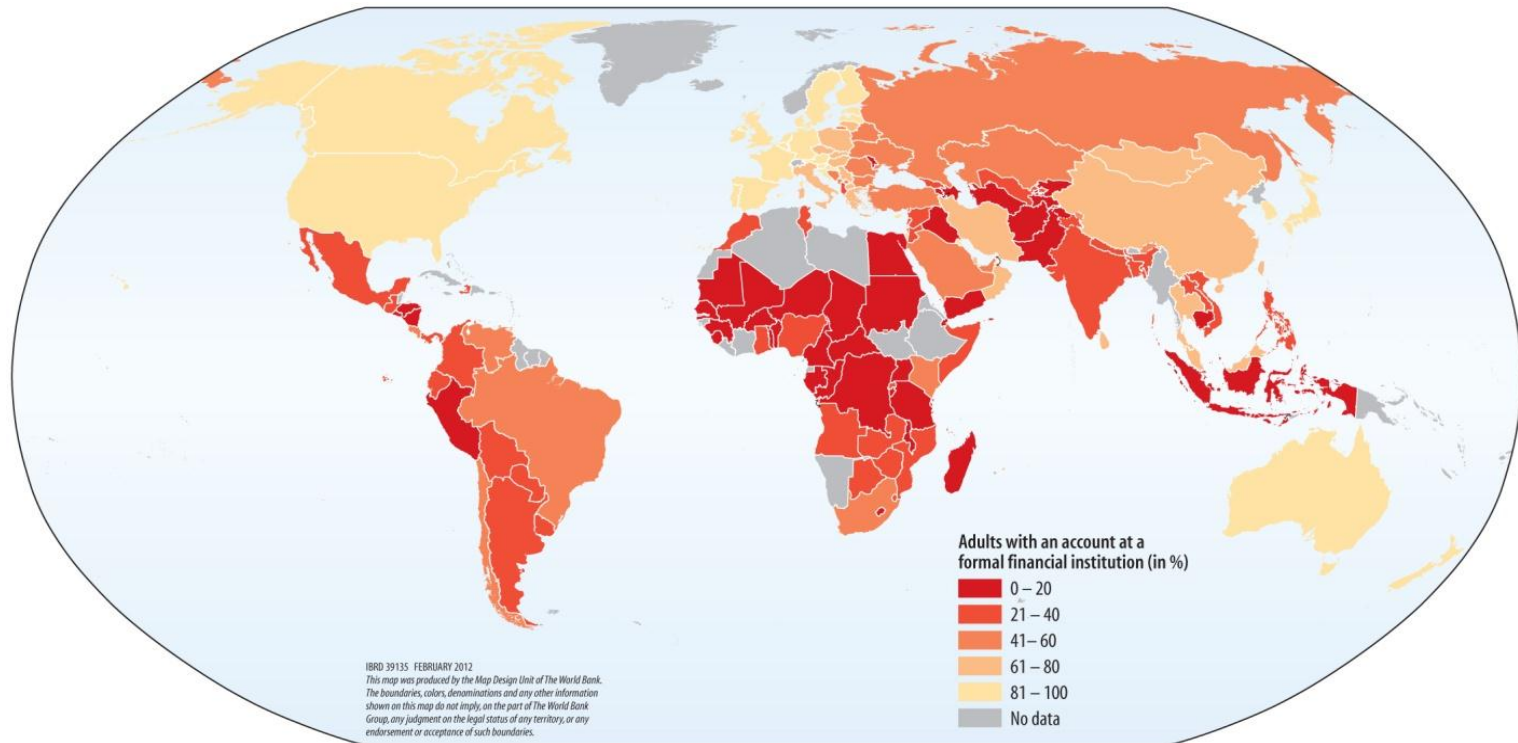 Adults with an account at a
formal financial institution (in %)
0 – 20
21 – 40
41 – 60
61 – 80
81 – 100
No data
IBRD 39135 FEBRUARY 2012
This map was produced by the Map Design Unit of The World Bank.
The boundaries, colors, denominations and any other information
shown on this map do not imply, on the part of The World Bank
Group, any judgment on the legal status of any territory, or any
endorsement or acceptance of such boundaries.